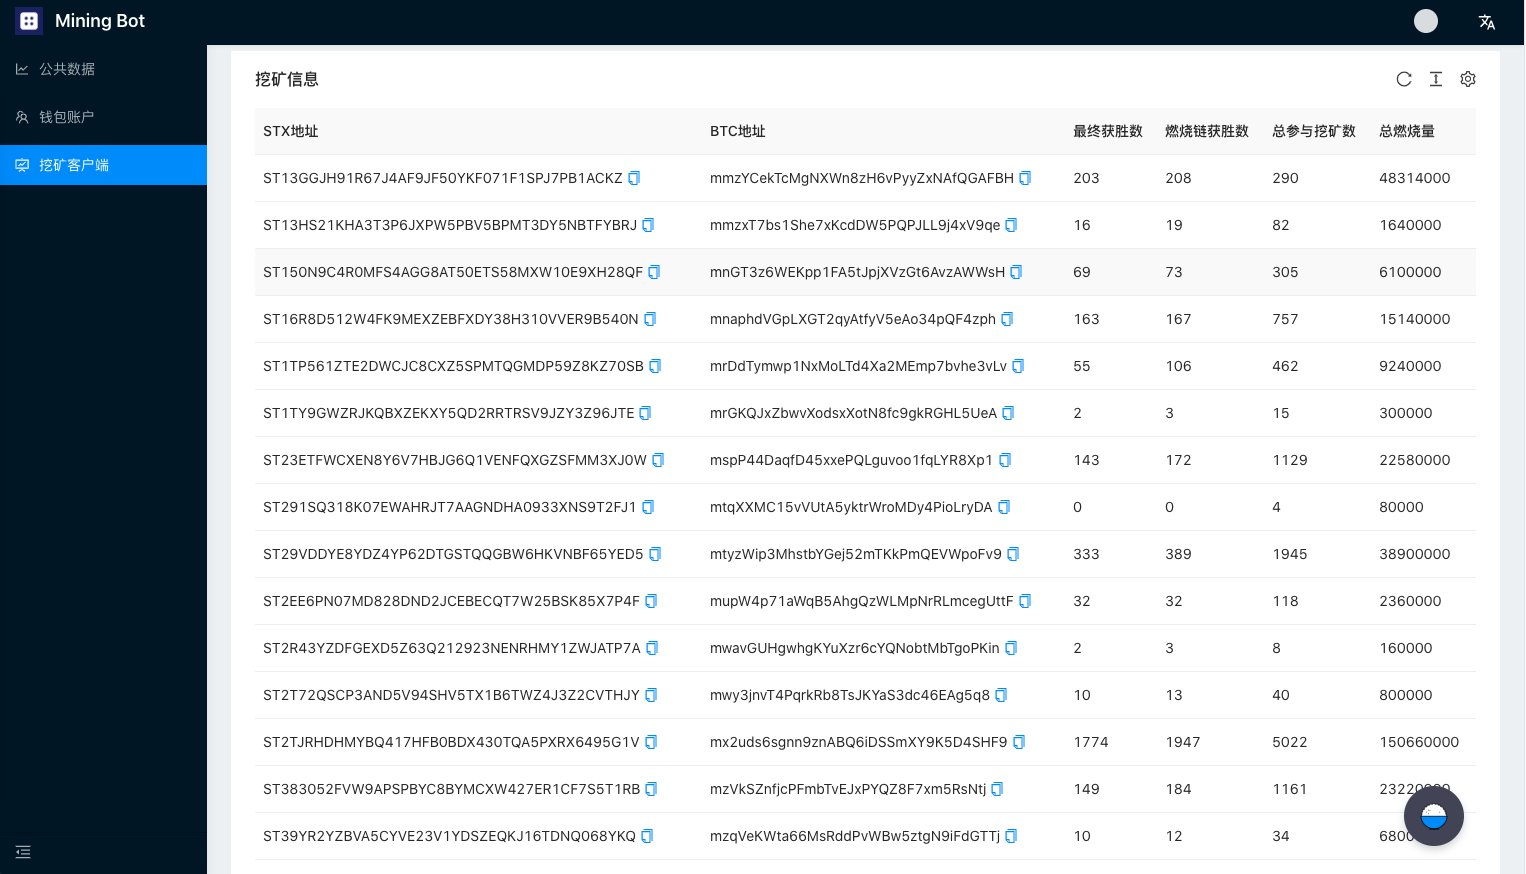 Mining Bot
公共数据
钱包账户
挖矿客户端
挖矿信息
STX地址 BTC地址 最终获胜数 燃烧链获胜数 总参与挖矿数 总燃烧量
ST13GGJH91R67J4AF9JF50YKF071F1SPJ7PB1ACKZ mmzYCekTcMgNXWn8zH6vPyyZxNAfQGAFBH 203 208 290 48314000
ST13HS21KHA3T3P6JXPW5PBV5BPMT3DY5NBTFYBRJ mmzxT7bs1She7xKcdDW5PQPJLL9j4xV9qe 16 19 82 1640000
ST150N9C4R0MFS4AGG8AT50ETS58MXW10E9XH28QF mnGT3z6WEKpp1FA5tJpjXVzGt6AvzAWWsH 69 73 305 6100000
ST16R8D512W4FK9MEXZEBFXDY38H310VVER9B540N mnaphdVGpLXGT2qyAtfyV5eAo34pQF4zph 163 167 757 15140000
ST1TP561ZTE2DWCJC8CXZ5SPMTQGMDP59Z8KZ70SB mrDdTymwp1NxMoLTd4Xa2MEmp7bvhe3vLv 55 106 462 9240000
ST1TY9GWZRJKQBXZEKXY5QD2RRTRSV9JZY3Z96JTE mrGKQJxZbwvXodsxXotN8fc9gkRGHL5UeA 2 3 15 300000
ST23ETFWCXEN8Y6V7HBJG6Q1VENFQXGZSFMM3XJ0W mspP44DaqfD45xxePQLguvoo1fqLYR8Xp1 143 172 1129 22580000
ST291SQ318K07EWAHRJT7AAGNDHA0933XNS9T2FJ1 mtqXXMC15vVUtA5yktrWroMDy4PioLryDA 0 0 4 80000
ST29VDDYE8YDZ4YP62DTGSTQQGBW6HKVNBF65YED5 mtyzWip3MhstbYGej52mTKkPmQEVWpoFv9 333 389 1945 38900000
ST2EE6PN07MD828DND2JCEBECQT7W25BSK85X7P4F mupW4p71aWqB5AhgQzWLMpNrRLmcegUttF 32 32 118 2360000
ST2R43YZDFGEXD5Z63Q212923NENRHMY1ZWJATP7A mwavGUHgwhgKYuXzr6cYQNobtMbTgoPKin 2 3 8 160000
ST2T72QSCP3AND5V94SHV5TX1B6TWZ4J3Z2CVTHJY mwy3jnvT4PqrkRb8TsJKYaS3dc46EAg5q8 10 13 40 800000
ST2TJRHDHMYBQ417HFB0BDX430TQA5PXRX6495G1V mx2uds6sgnn9znABQ6iDSSmXY9K5D4SHF9 1774 1947 5022 150660000
ST383052FVW9APSPBYC8BYMCXW427ER1CF7S5T1RB mzVkSZnfjcPFmbTvEJxPYQZ8F7xm5RsNtj 149 184 1161 23220000
ST39YR2YZBVA5CYVE23V1YDSZEQKJ16TDNQ068YKQ mzqVeKWta66MsRddPvWBw5ztgN9iFdGTTj 10 12 34